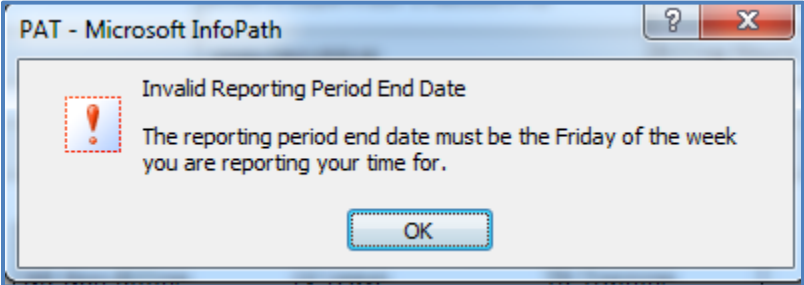 PAT - Microsoft InfoPath
Invalid Reporting Period End Date
The reporting period end date must be the Friday of the week
you are reporting your time for.
OK